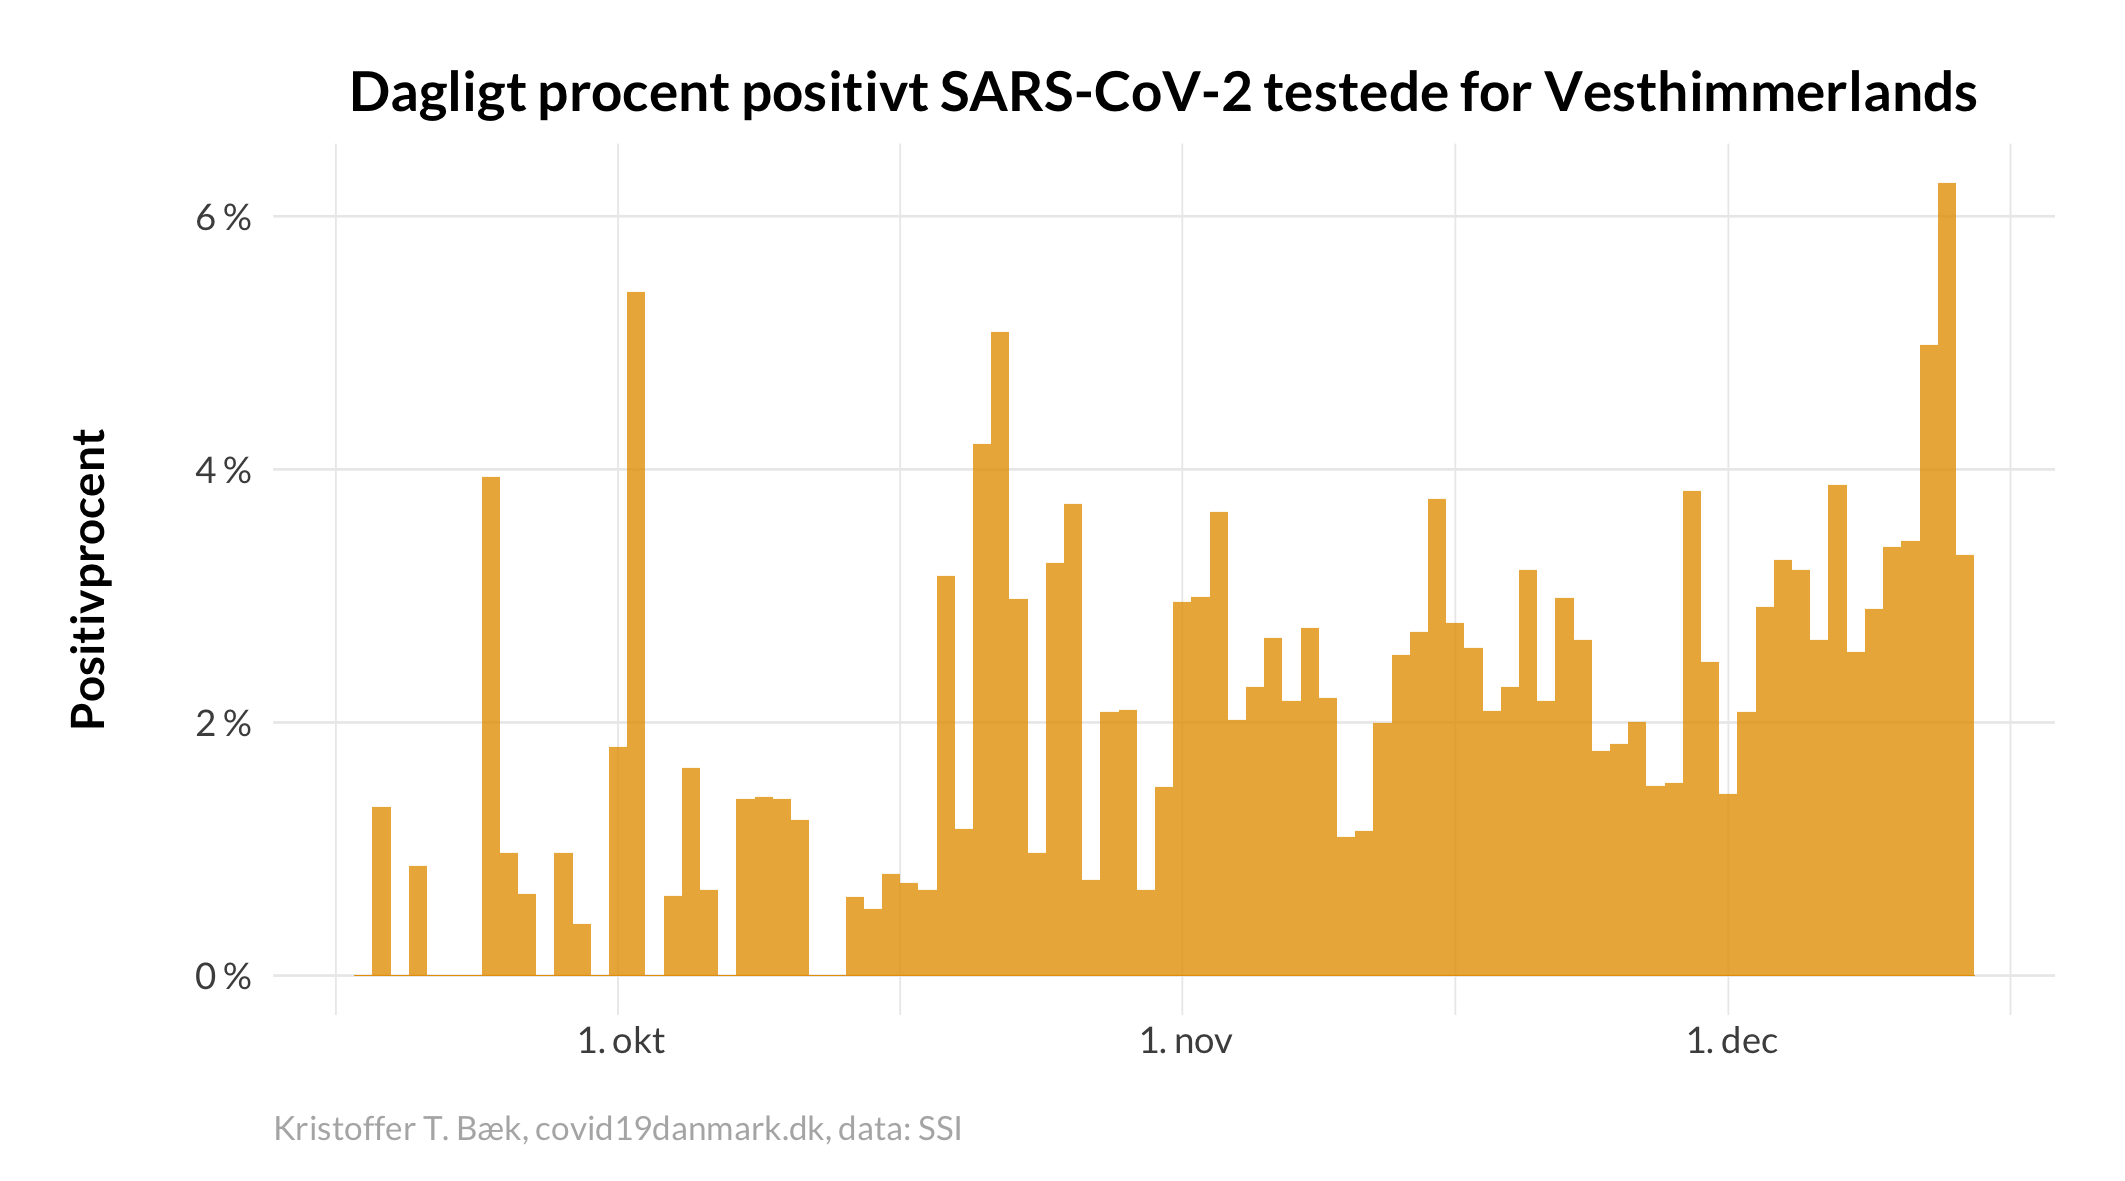 Dagligt procent positivt SARS-CoV-2 testede for Vesthimmerlands
Positivprocent
6 %
4 %
2 %
0 %
1. okt
1. nov
1. dec
Kristoffer T. Bæk, covid19danmark.dk, data: SSI